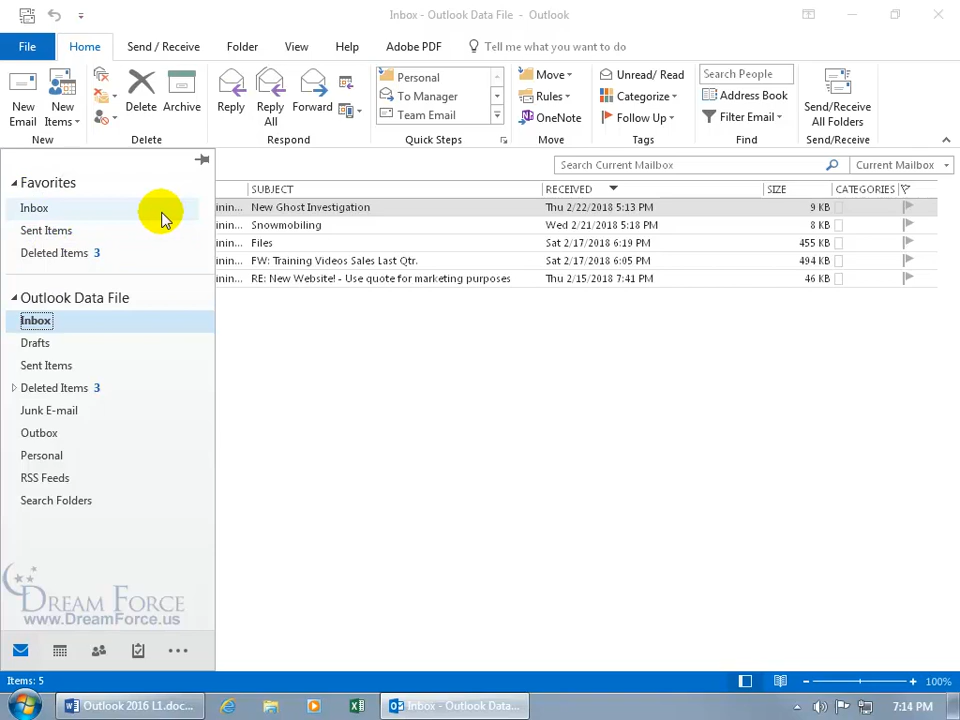 Inbox - Outlook Data File - Outlook
File Home Send / Receive Folder View Help Adobe PDF Tell me what you want to do
New Email
New Items
Delete
Archive
Reply
Reply All
Forward
Personal
To Manager
Team Email
Move
Rules
OneNote
Unread/ Read
Categorize
Follow Up
Search People
Address Book
Filter Email
Send/Receive All Folders
New Delete Respond Quick Steps Move Tags Find Send/Receive
Search Current Mailbox Current Mailbox
Favorites
Inbox
Sent Items
Deleted Items 3
Outlook Data File
Inbox
Drafts
Sent Items
Deleted Items 3
Junk E-mail
Outbox
Personal
RSS Feeds
Search Folders
SUBJECT RECEIVED SIZE CATEGORIES
inin... New Ghost Investigation Thu 2/22/2018 5:13 PM 9 KB
inin... Snowmobiling Wed 2/21/2018 5:18 PM 8 KB
inin... Files Sat 2/17/2018 6:19 PM 455 KB
inin... FW: Training Videos Sales Last Qtr. Sat 2/17/2018 6:05 PM 494 KB
inin... RE: New Website! - Use quote for marketing purposes Thu 2/15/2018 7:41 PM 46 KB
DREAM FORCE
www.DreamForce.us
Items: 5 100%
Outlook 2016 L1.doc... Inbox - Outlook Data... 7:14 PM